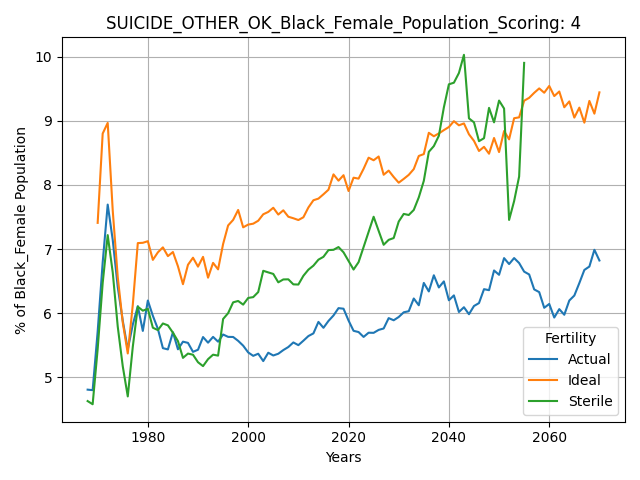 SUICIDE_OTHER_OK_Black_Female_Population_Scoring: 4
% of Black_Female Population
10
9
8
7
6
5
1980 2000 2020 2040 2060
Years
Fertility
Actual
Ideal
Sterile